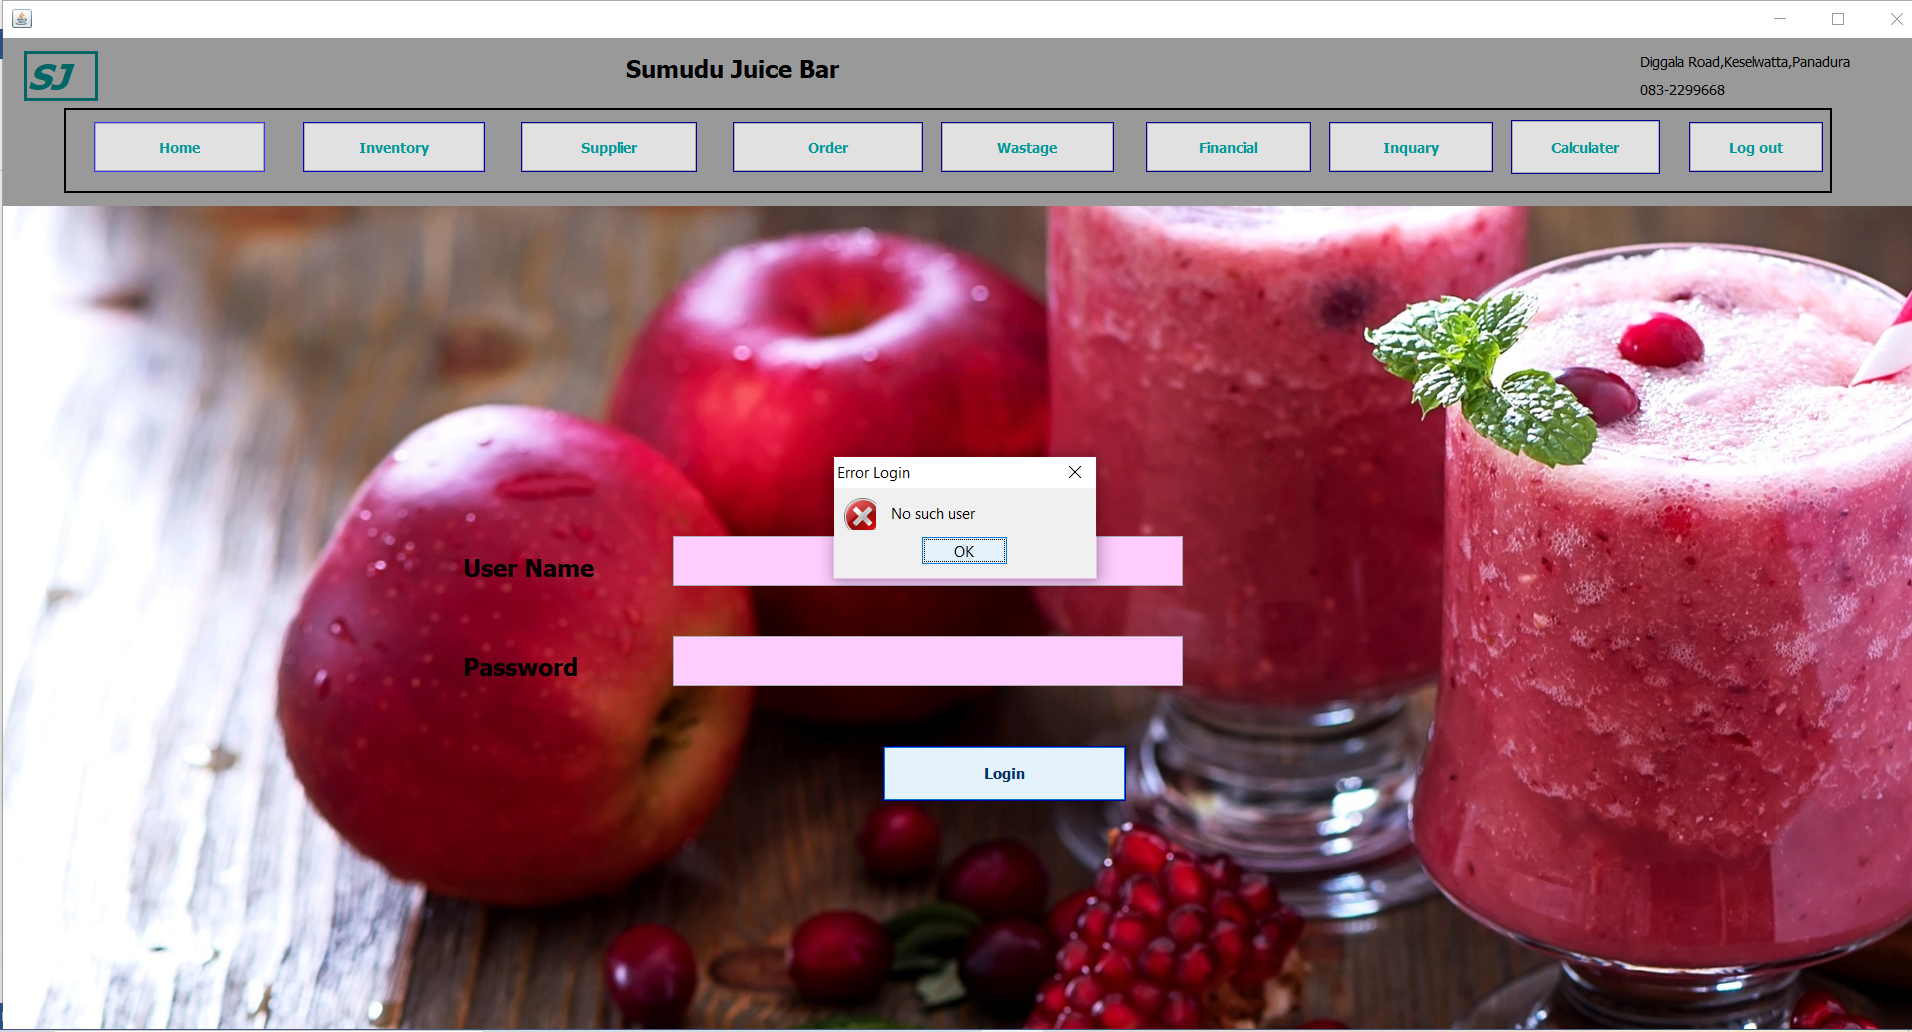 SJ
Sumudu Juice Bar
Diggala Road,Keselwatta,Panadura
083-2299668
Home
Inventory
Supplier
Order
Wastage
Financial
Inquary
Calculater
Log out
Error Login
No such user
OK
User Name
Password
Login